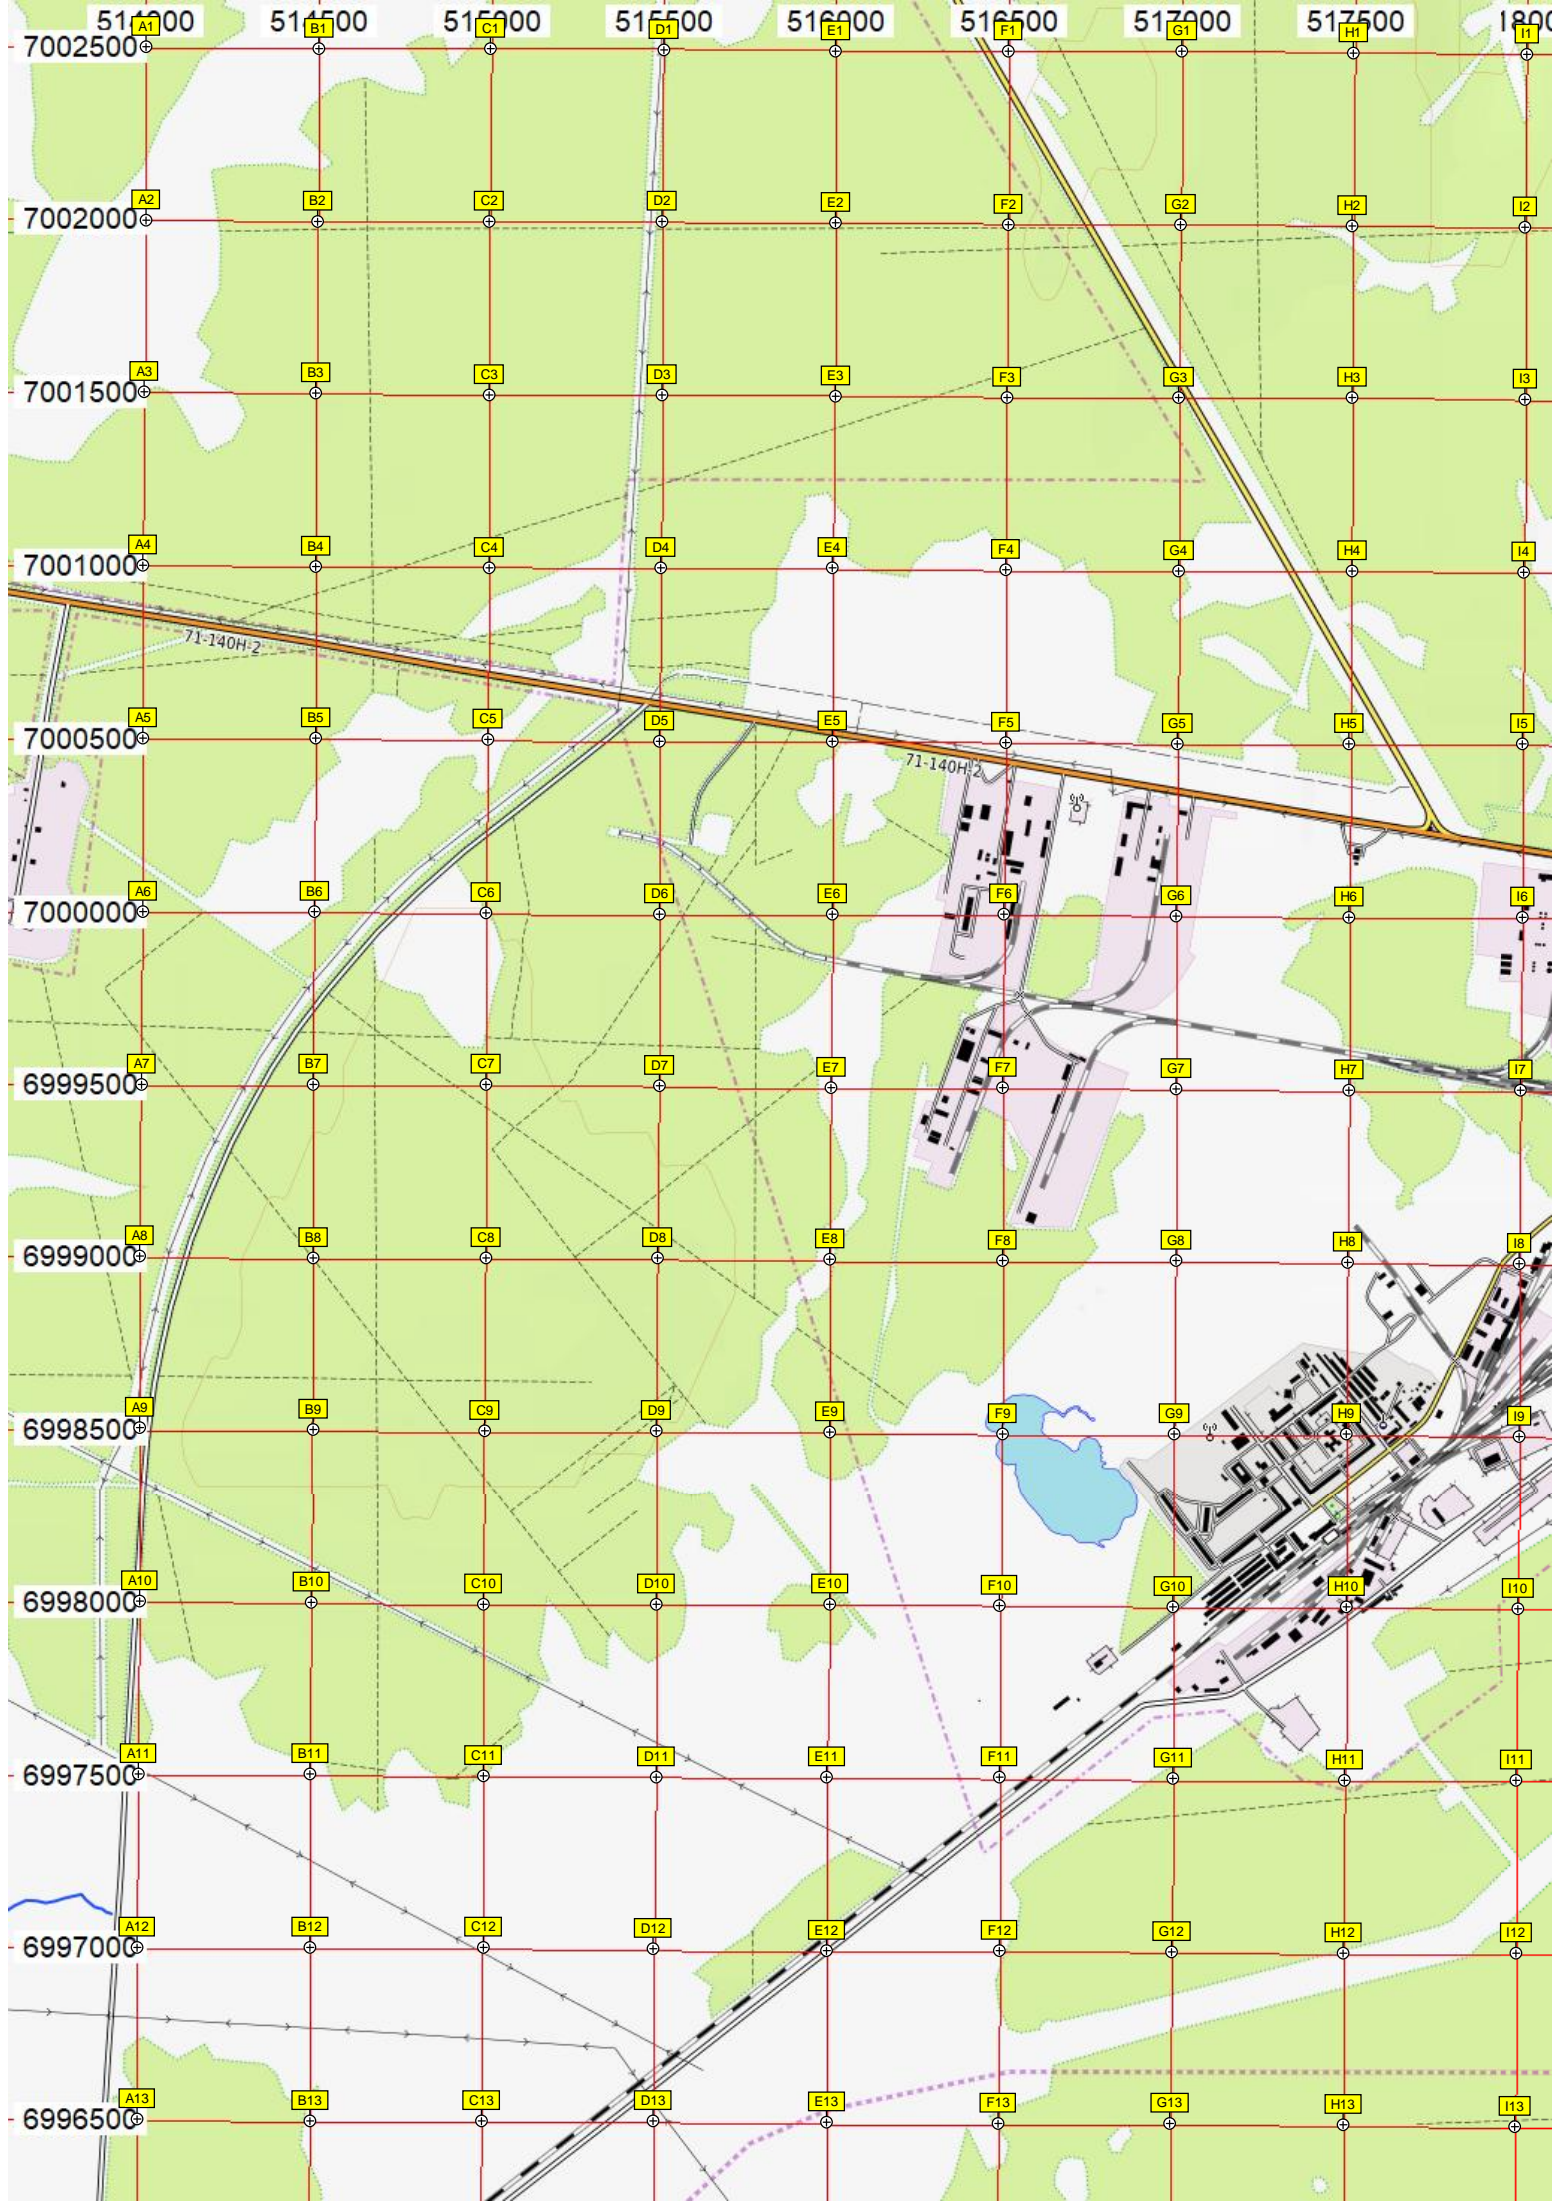 514000 514500 515000 515500 516000 516500 517000 517500 1800
A1 B1 C1 D1 E1 F1 G1 H1 I1
7002500
A2 B2 C2 D2 E2 F2 G2 H2 I2
7002000
A3 B3 C3 D3 E3 F3 G3 H3 I3
7001500
A4 B4 C4 D4 E4 F4 G4 H4 I4
7001000
71-140Н-2
A5 B5 C5 D5 E5 F5 G5 H5 I5
7000500
71-140Н-2
A6 B6 C6 D6 E6 F6 G6 H6 I6
7000000
A7 B7 C7 D7 E7 F7 G7 H7 I7
6999500
A8 B8 C8 D8 E8 F8 G8 H8 I8
6999000
A9 B9 C9 D9 E9 F9 G9 H9 I9
6998500
A10 B10 C10 D10 E10 F10 G10 H10 I10
6998000
A11 B11 C11 D11 E11 F11 G11 H11 I11
6997500
A12 B12 C12 D12 E12 F12 G12 H12 I12
6997000
A13 B13 C13 D13 E13 F13 G13 H13 I13
6996500